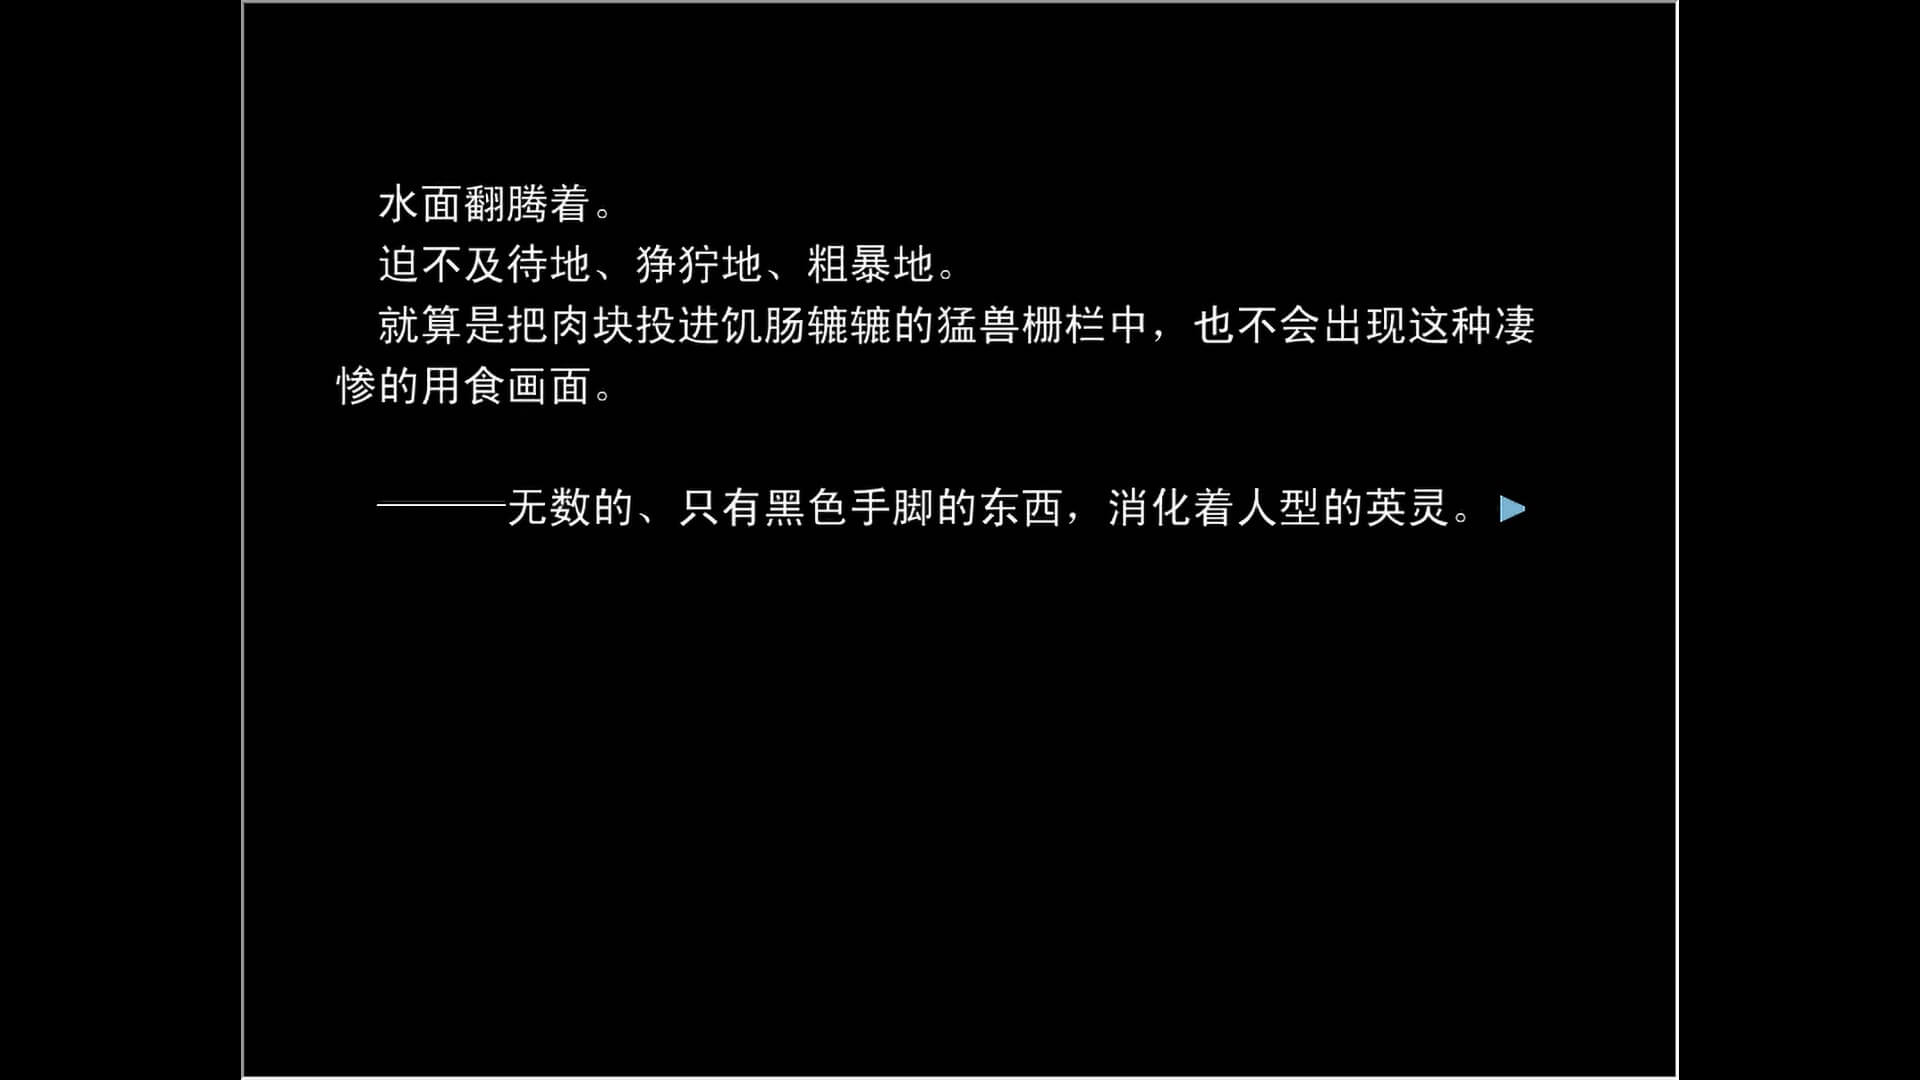 水面翻腾着。
迫不及待地、狰狞地、粗暴地。
就算是把肉块投进饥肠辘辘的猛兽栅栏中，也不会出现这种凄
惨的用食画面。
———无数的、只有黑色手脚的东西，消化着人型的英灵。